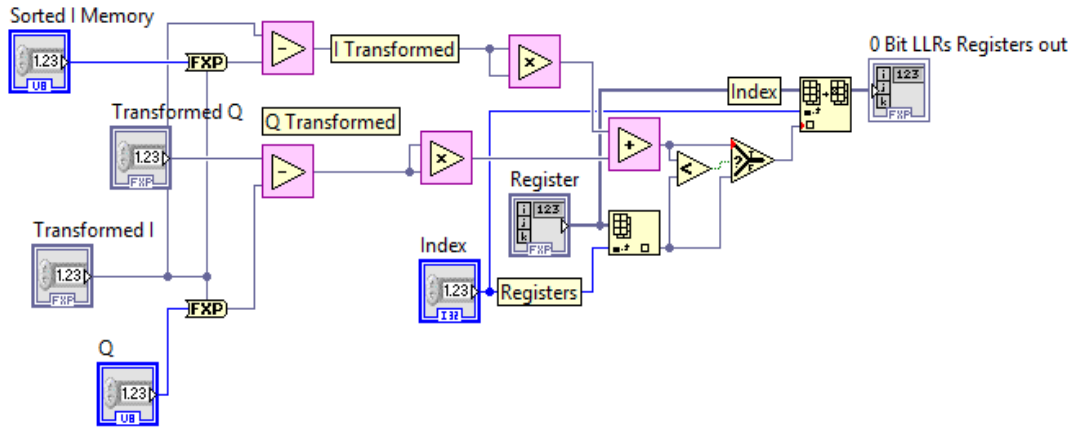 Sorted I Memory
1.23
U8
FXP
−
I Transformed
×
0 Bit LLRs Registers out
i 123
j
k
FXP
Index
Transformed Q
1.23
FXP
Q Transformed
−
×
+
<
?
T
F
Register
i 123
j
k
FXP
Transformed I
1.23
FXP
Index
1.23
I32
Registers
FXP
Q
1.23
U8